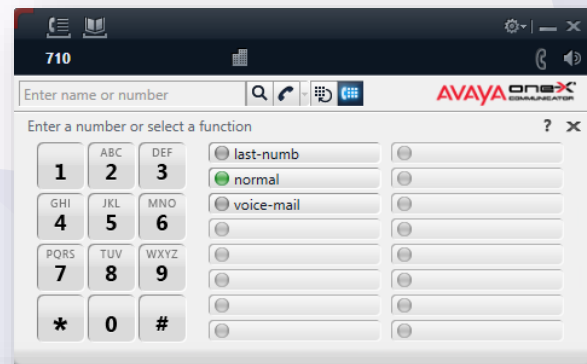 710
Enter name or number
AVAYA one-X
COMMUNICATOR
Enter a number or select a function
?
1
ABC
2
DEF
3
last-numb
normal
GHI
4
JKL
5
MNO
6
voice-mail
PQRS
7
TUV
8
WXYZ
9
*
0
#